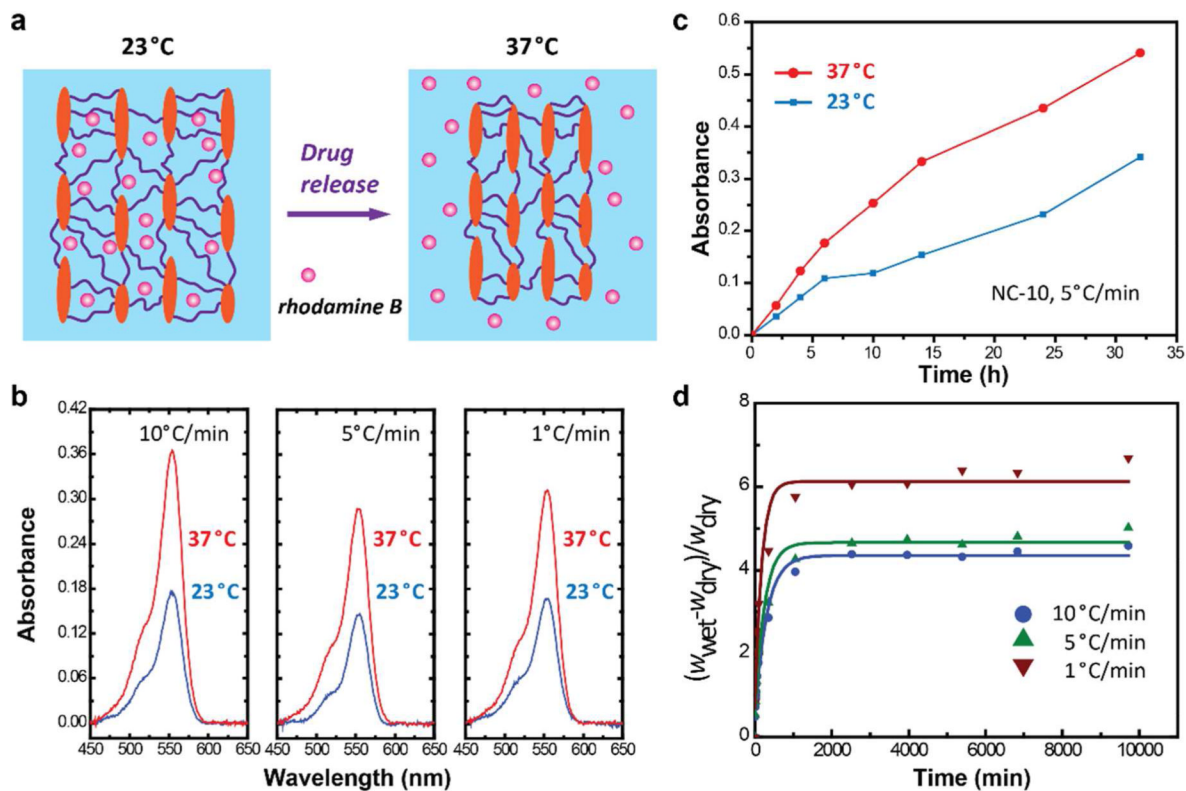 a
23°C
37°C
Drug
release
rhodamine B
b
0.42
0.36
0.30
0.24
0.18
0.12
0.06
0.00
Absorbance
10°C/min
37°C
23°C
5°C/min
37°C
23°C
1°C/min
37°C
23°C
450 500 550 600 650
450 500 550 600 650
450 500 550 600 650
Wavelength (nm)
c
0.6
0.5
0.4
0.3
0.2
0.1
0.0
Absorbance
37°C
23°C
NC-10, 5°C/min
0 5 10 15 20 25 30 35
Time (h)
d
8
6
4
2
0
(wwet-wdry)/wdry
10°C/min
5°C/min
1°C/min
0 2000 4000 6000 8000 10000
Time (min)